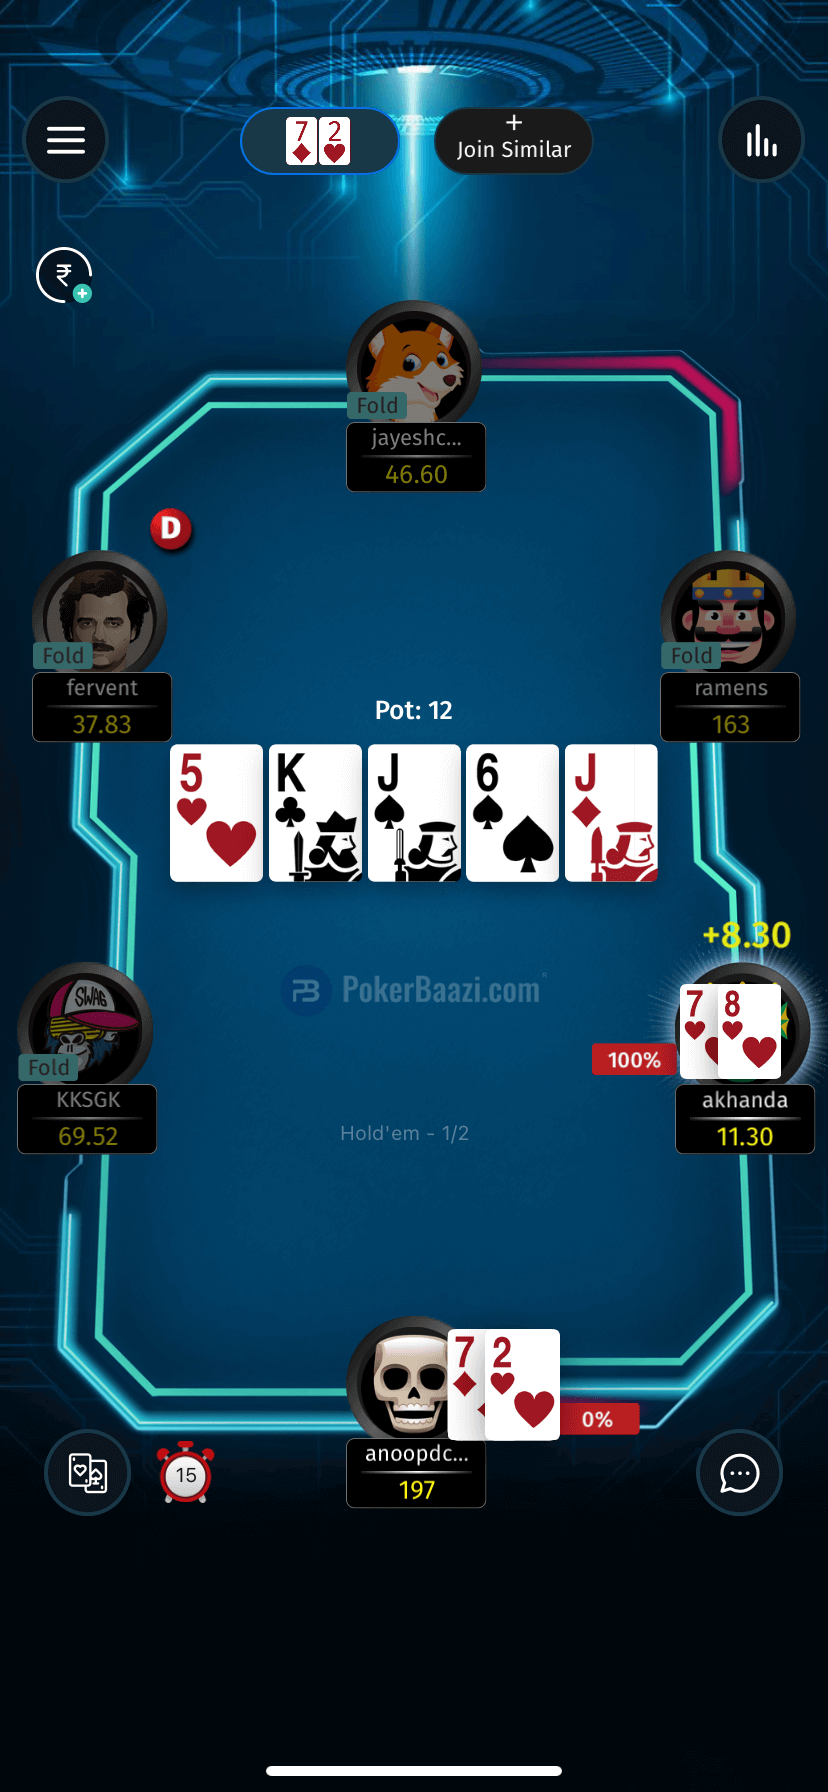 7 2
+
Join Similar
₹
+
Fold
jayeshc...
46.60
D
Fold
fervent
37.83
Fold
ramens
163
Pot: 12
5 K J 6 J
+8.30
PokerBaazi.com
SWAG
7 8
100%
Fold
KKSGK
69.52
akhanda
11.30
Hold'em - 1/2
7 2
0%
anoopdc...
197
15